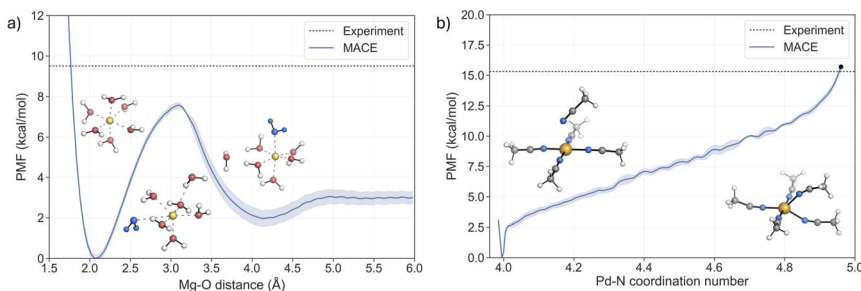 a)
Experiment
MACE
12
10
8
6
4
2
0
PMF (kcal/mol)
1.5 2.0 2.5 3.0 3.5 4.0 4.5 5.0 5.5 6.0
Mg-O distance (Å)
b)
Experiment
MACE
20.0
17.5
15.0
12.5
10.0
7.5
5.0
2.5
0.0
PMF (kcal/mol)
4.0 4.2 4.4 4.6 4.8 5.0
Pd-N coordination number